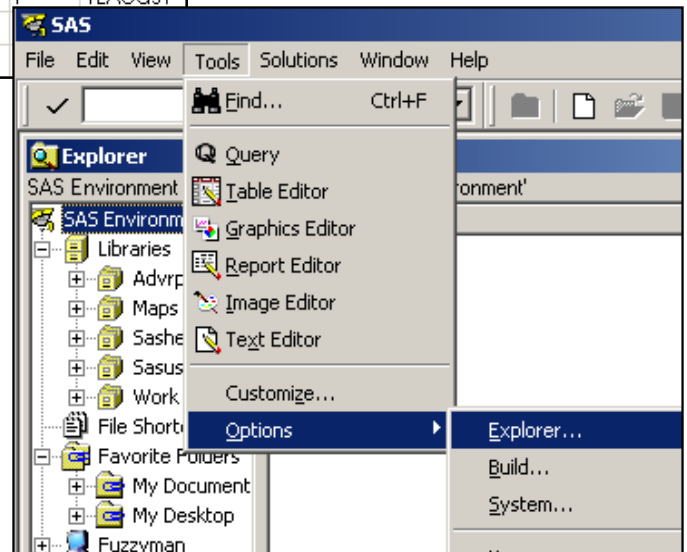 SAS
File Edit View Tools Solutions Window Help
Find... Ctrl+F
Explorer
Query
SAS Environment ronment'
Table Editor
SAS Environm
Graphics Editor
Libraries
Report Editor
Advrp
Maps
Image Editor
Sashe
Text Editor
Sasus
Work
Customize...
File Short
Options
Explorer...
Favorite Folders
Build...
My Document
System...
My Desktop
Fuzzyman